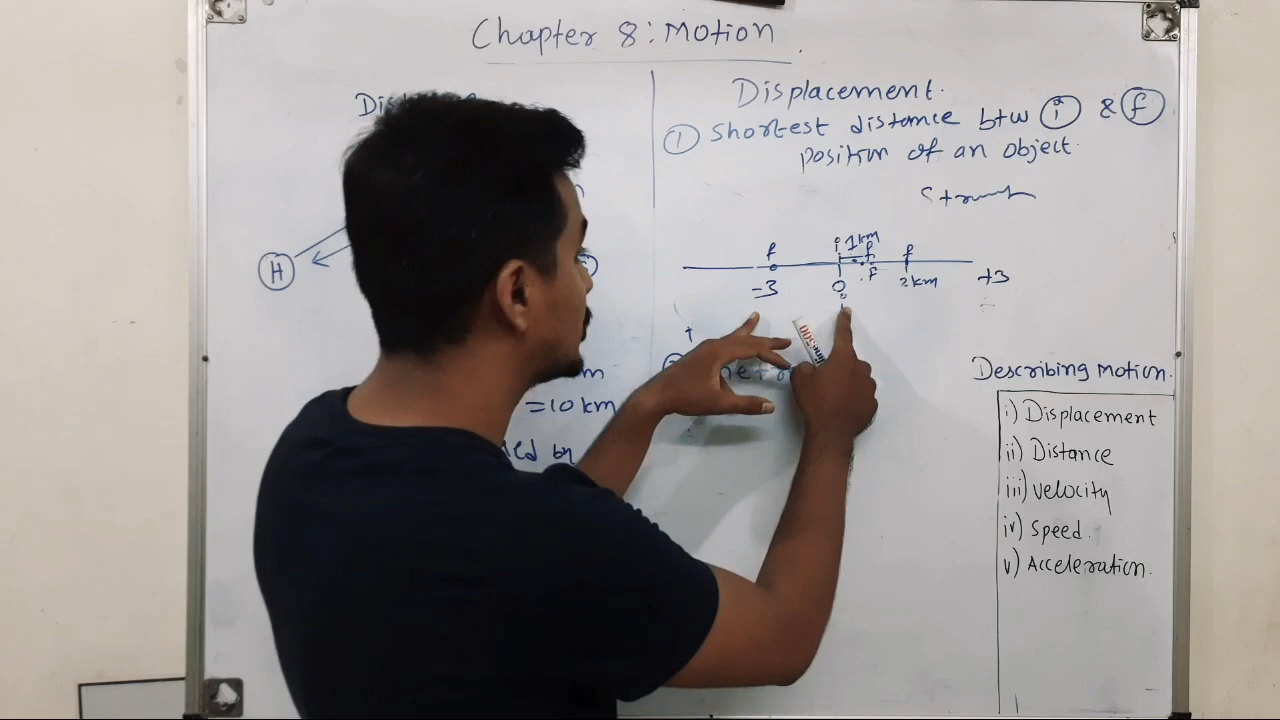 Chapter 8: Motion
Displacement.
① Shortest distance btw ⓘ & ⓕ
position of an object.
H
f i 1km f f
-3 0 f 2km +3
m
=10 km
by
Describing Motion.
i) Displacement
ii) Distance
iii) Velocity
iv) Speed.
v) Acceleration.